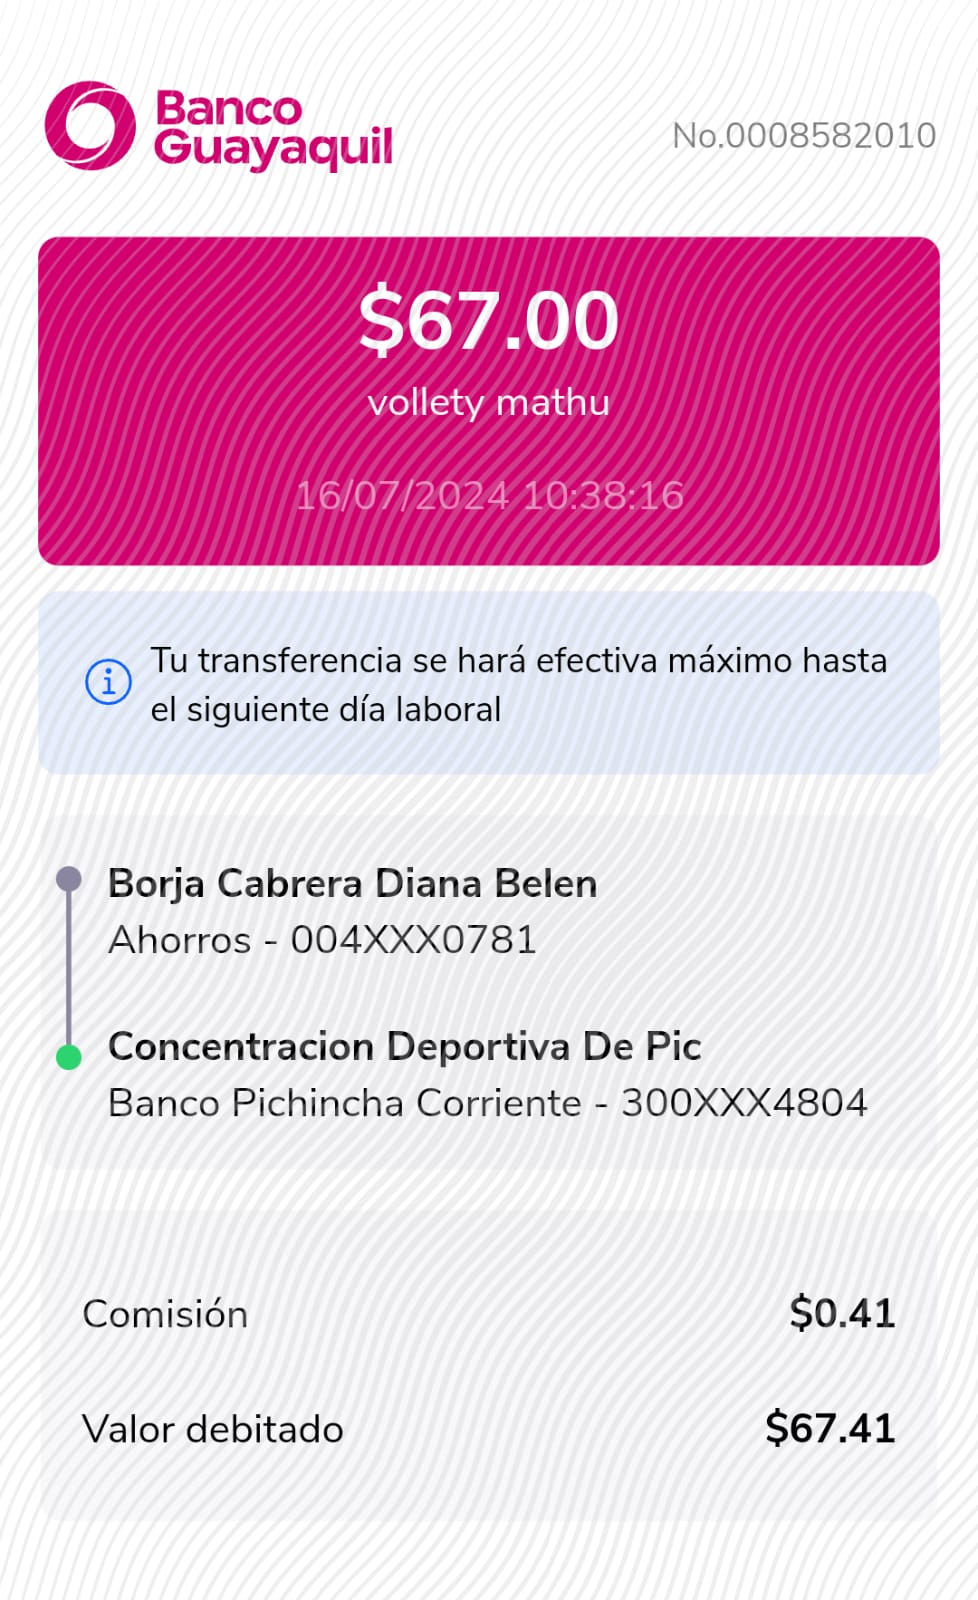 Banco
Guayaquil
No.0008582010
$67.00
vollety mathu
16/07/2024 10:38:16
Tu transferencia se hará efectiva máximo hasta
el siguiente día laboral
Borja Cabrera Diana Belen
Ahorros - 004XXX0781
Concentracion Deportiva De Pic
Banco Pichincha Corriente - 300XXX4804
Comisión $0.41
Valor debitado $67.41